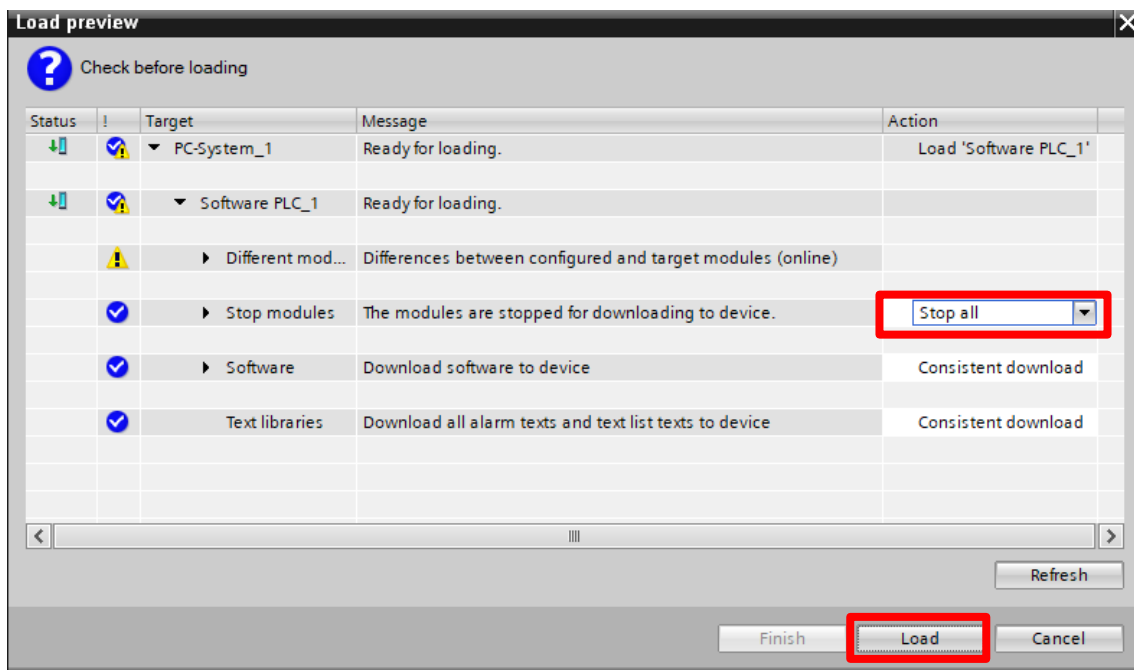 Load preview
Check before loading
Status ! Target Message Action
PC-System_1 Ready for loading. Load 'Software PLC_1'
Software PLC_1 Ready for loading.
Different mod... Differences between configured and target modules (online)
Stop modules The modules are stopped for downloading to device. Stop all
Software Download software to device Consistent download
Text libraries Download all alarm texts and text list texts to device Consistent download
Refresh
Finish Load Cancel